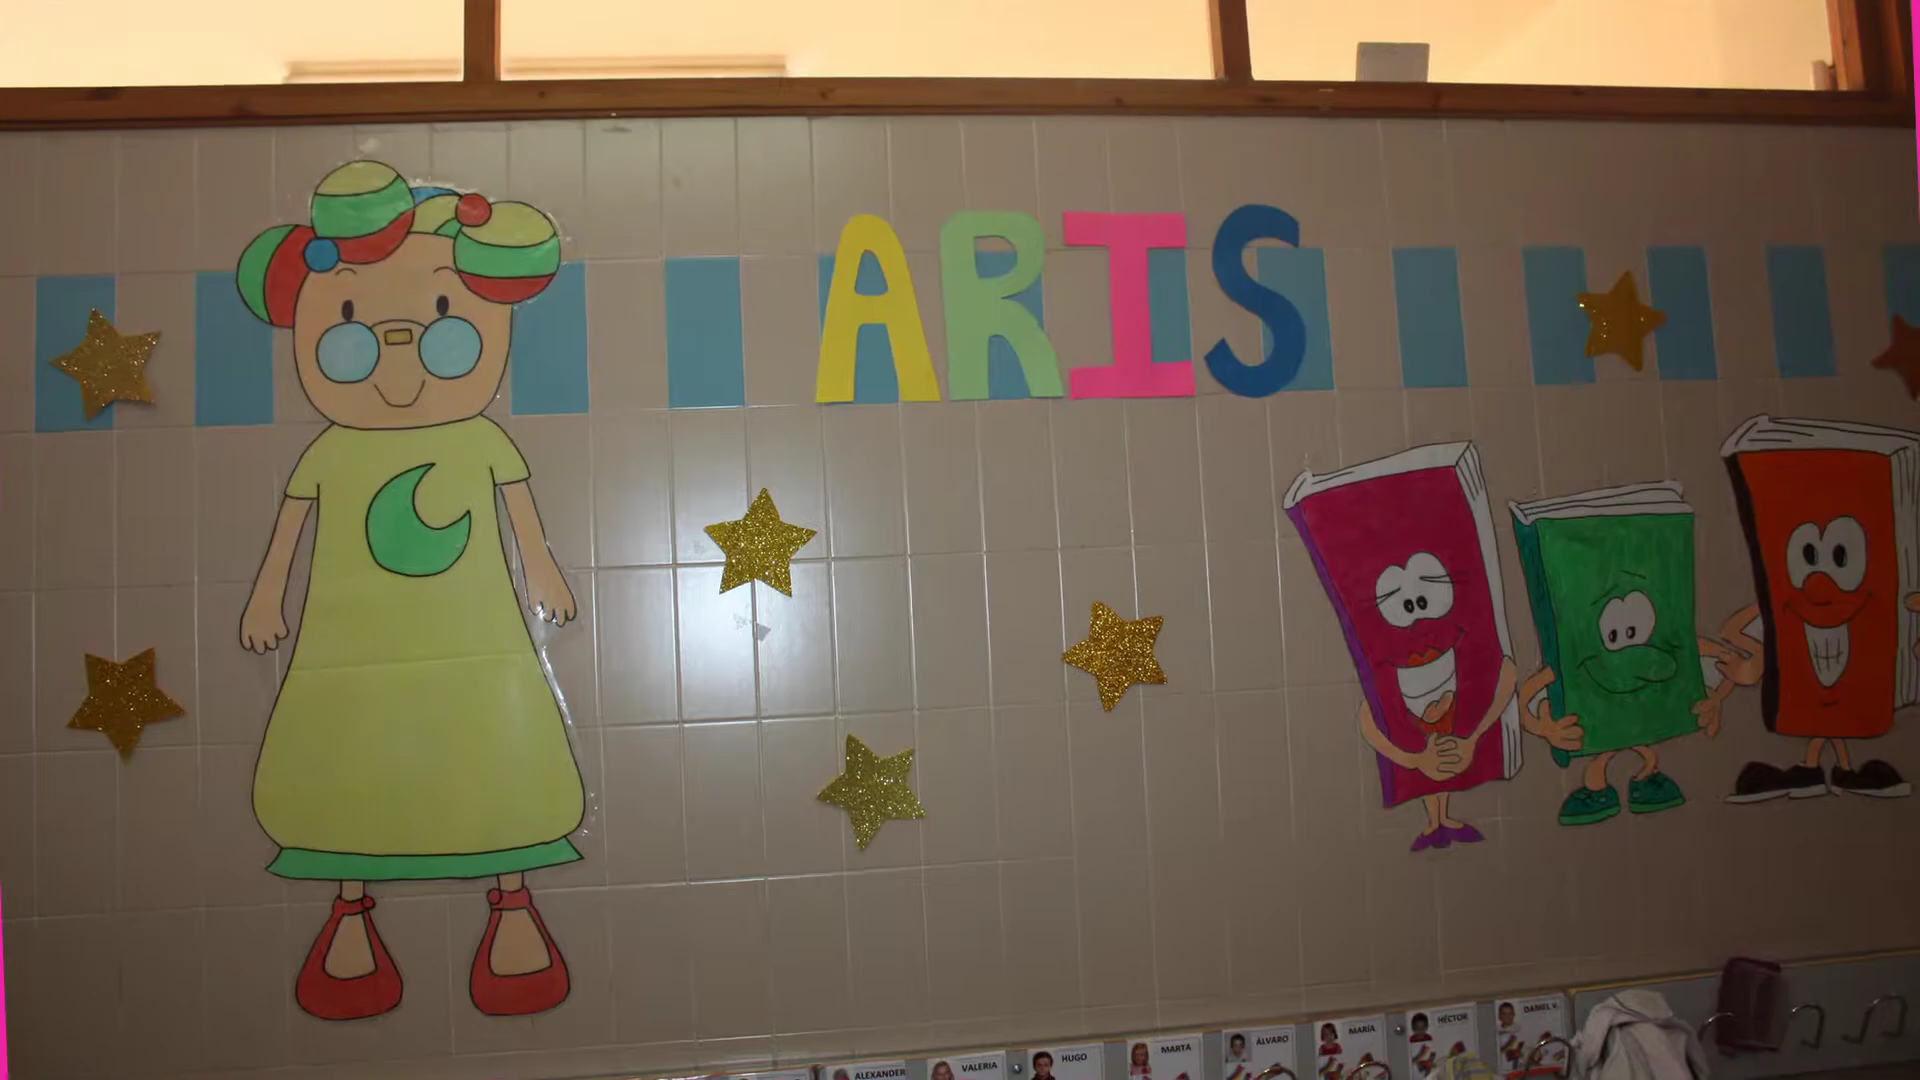 ARIS
ALEXANDER
VALERIA
HUGO
MARTA
ÁLVARO
MARÍA
HÉCTOR
DANIEL V.